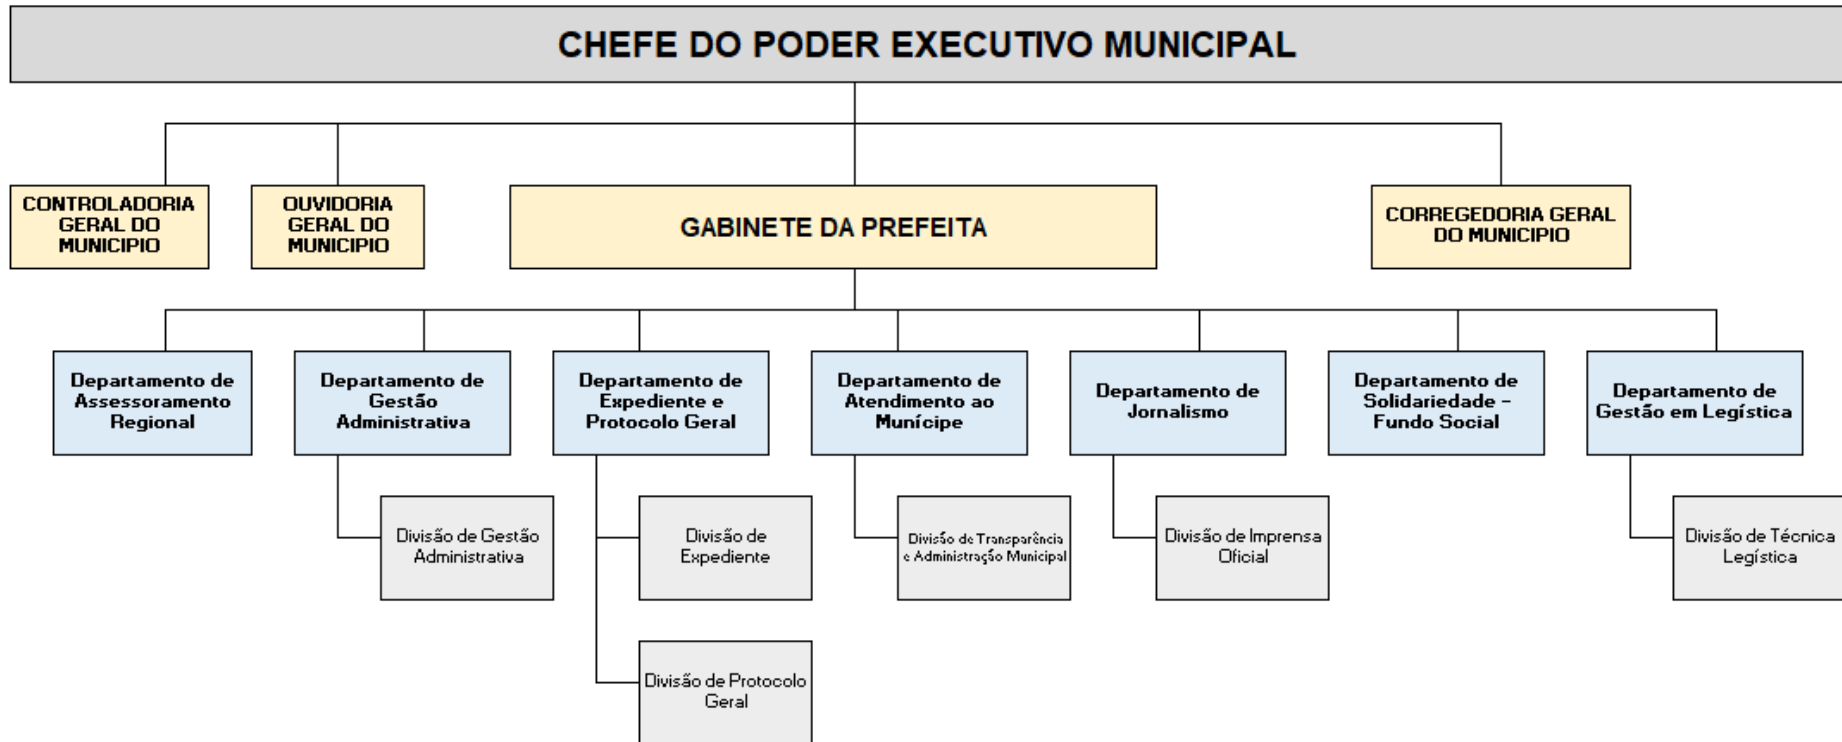 CHEFE DO PODER EXECUTIVO MUNICIPAL
CONTROLADORIA
GERAL DO
MUNICIPIO
OUVIDORIA
GERAL DO
MUNICIPIO
GABINETE DA PREFEITA
CORREGEDORIA GERAL
DO MUNICIPIO
Departamento de
Assessoramento
Regional
Departamento de
Gestão
Administrativa
Departamento de
Expediente e
Protocolo Geral
Departamento de
Atendimento ao
Munícipe
Departamento de
Jornalismo
Departamento de
Solidariedade -
Fundo Social
Departamento de
Gestão em Legística
Divisão de Gestão
Administrativa
Divisão de
Expediente
Divisão de Transparência
e Administração Municipal
Divisão de Imprensa
Oficial
Divisão de Técnica
Legística
Divisão de Protocolo
Geral